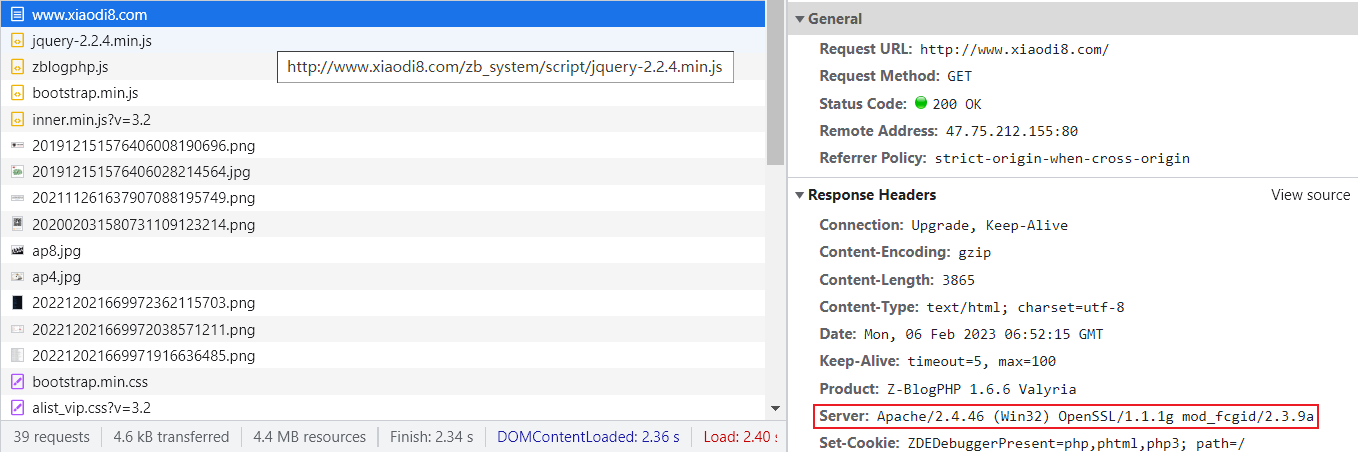 www.xiaodi8.com
jquery-2.2.4.min.js
zblogphp.js
http://www.xiaodi8.com/zb_system/script/jquery-2.2.4.min.js
bootstrap.min.js
inner.min.js?v=3.2
201912151576406008190696.png
201912151576406028214564.jpg
202111261637907088195749.png
202002031580731109123214.png
ap8.jpg
ap4.jpg
202212021669972362115703.png
202212021669972038571211.png
202212021669971916636485.png
bootstrap.min.css
alist_vip.css?v=3.2
39 requests
4.6 kB transferred
4.4 MB resources
Finish: 2.34 s
DOMContentLoaded: 2.36 s
Load: 2.40 s
General
Request URL: http://www.xiaodi8.com/
Request Method: GET
Status Code: 200 OK
Remote Address: 47.75.212.155:80
Referrer Policy: strict-origin-when-cross-origin
Response Headers
View source
Connection: Upgrade, Keep-Alive
Content-Encoding: gzip
Content-Length: 3865
Content-Type: text/html; charset=utf-8
Date: Mon, 06 Feb 2023 06:52:15 GMT
Keep-Alive: timeout=5, max=100
Product: Z-BlogPHP 1.6.6 Valyria
Server: Apache/2.4.46 (Win32) OpenSSL/1.1.1g mod_fcgid/2.3.9a
Set-Cookie: ZDEDebuggerPresent=php,phtml,php3; path=/